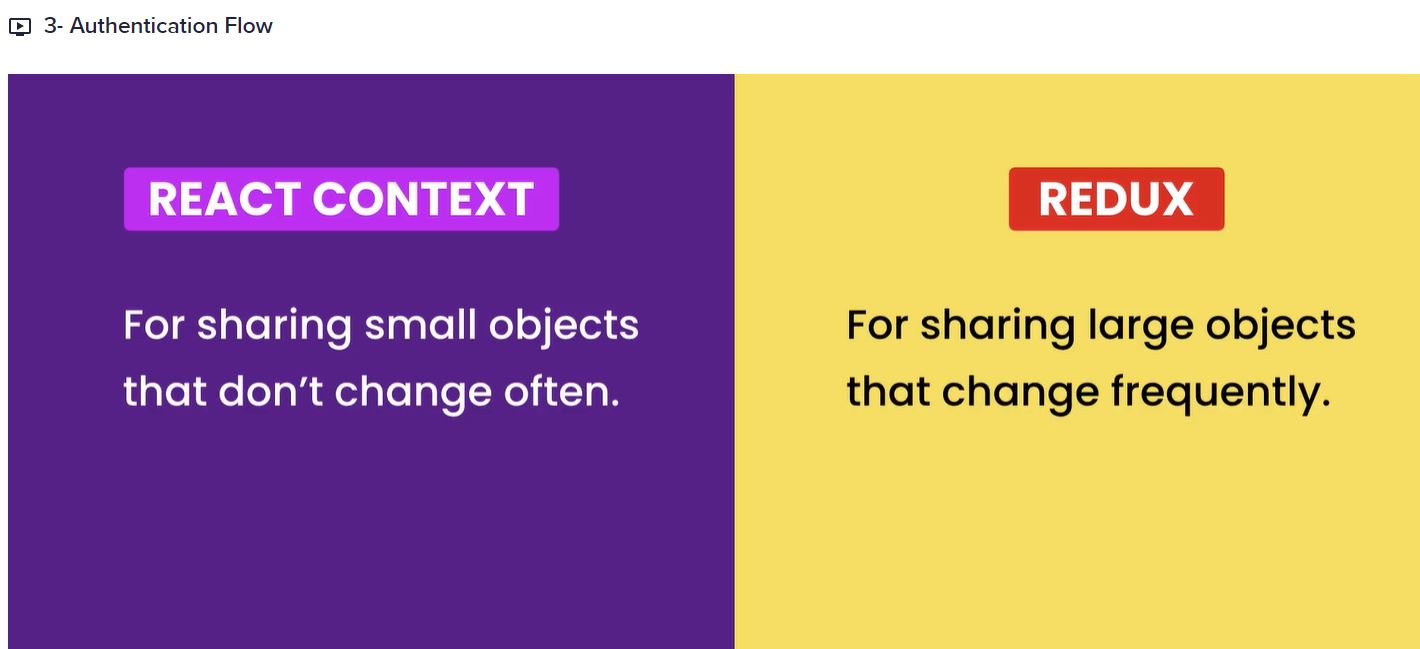 3- Authentication Flow
REACT CONTEXT
For sharing small objects
that don’t change often.
REDUX
For sharing large objects
that change frequently.